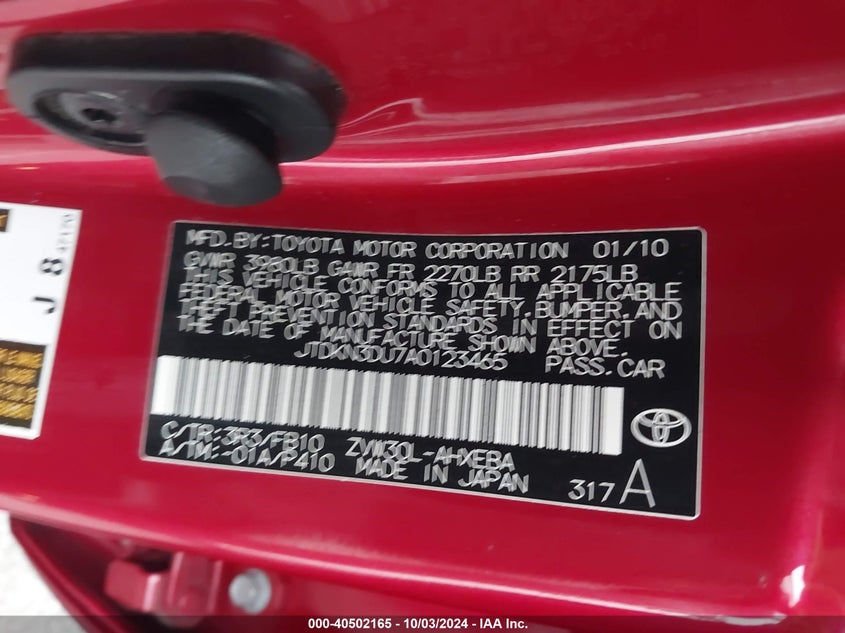 MFD. BY: TOYOTA MOTOR CORPORATION 01/10
GVWR 3980LB GAWR FR 2270LB RR 2175LB
THIS VEHICLE CONFORMS TO ALL APPLICABLE
FEDERAL MOTOR VEHICLE SAFETY, BUMPER, AND
THEFT PREVENTION STANDARDS IN EFFECT ON
THE DATE OF MANUFACTURE SHOWN ABOVE.
JTDKN3DU7A0123465 PASS. CAR
C/TR: 3R3/FB10 ZVW30L-AHXEBA
A/TM:-01A/P410 MADE IN JAPAN
317 A
J 8
000-40502165 - 10/03/2024 - IAA Inc.